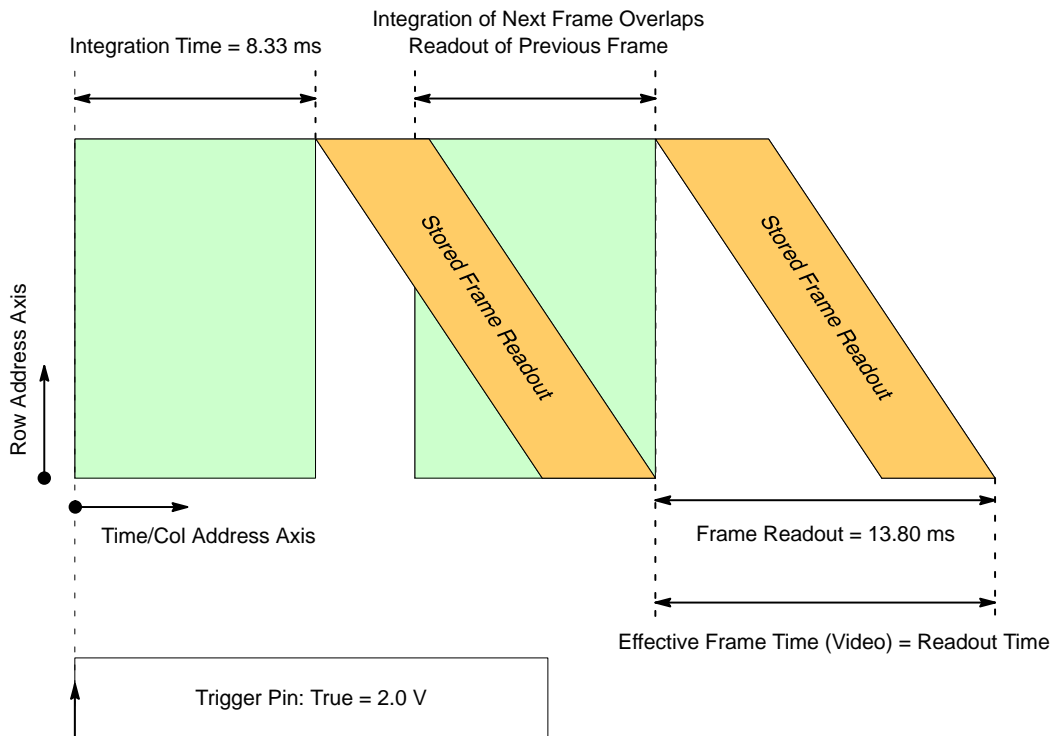 Integration of Next Frame Overlaps
Readout of Previous Frame
Integration Time = 8.33 ms
Stored Frame Readout
Stored Frame Readout
Row Address Axis
Time/Col Address Axis
Frame Readout = 13.80 ms
Effective Frame Time (Video) = Readout Time
Trigger Pin: True = 2.0 V